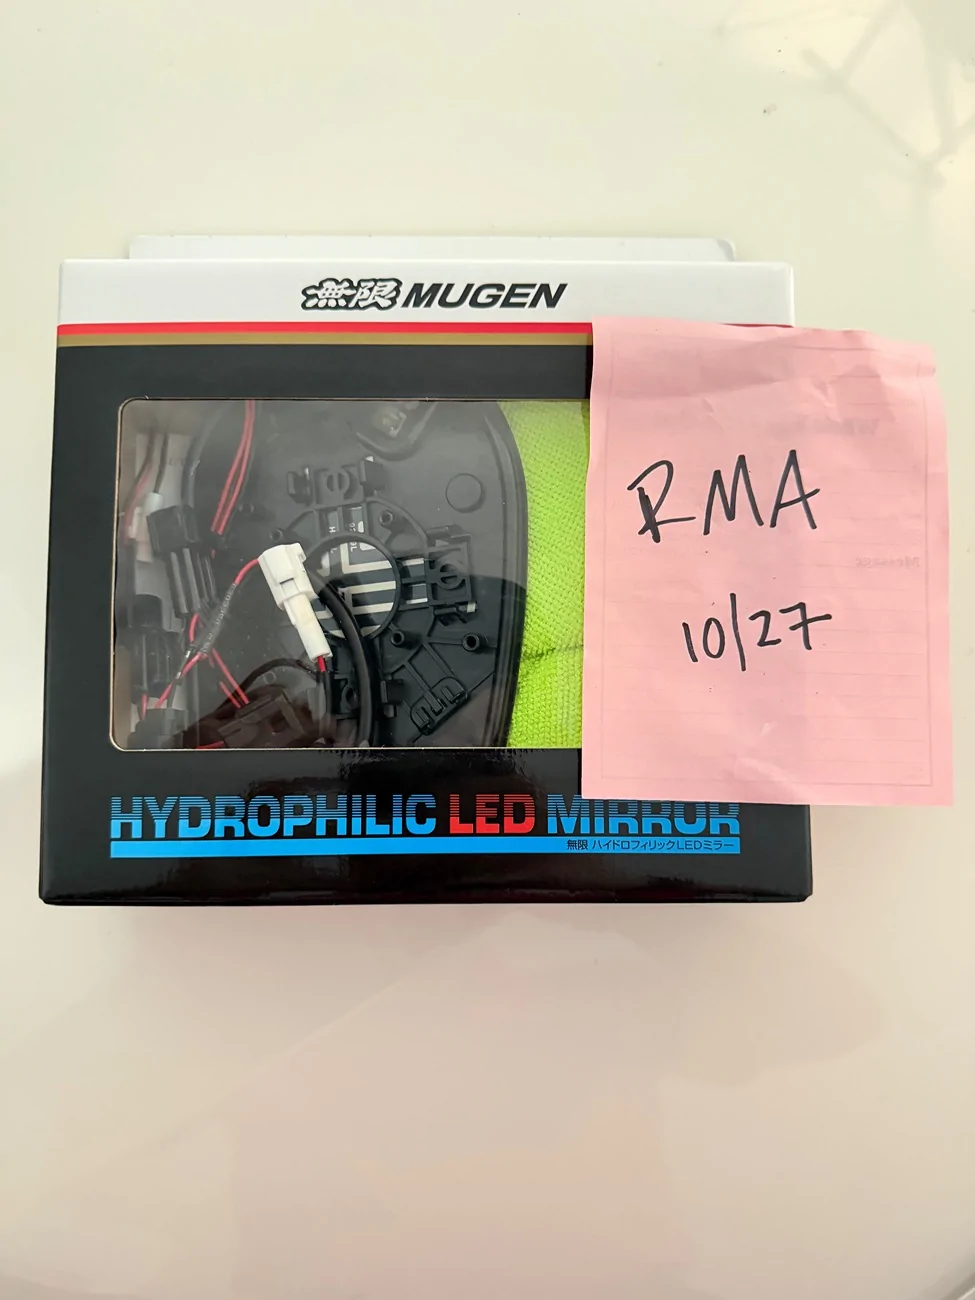 無限 MUGEN
RMA
10/27
HYDROPHILIC LED MIRROR
無限 ハイドロフィリックLEDミラー